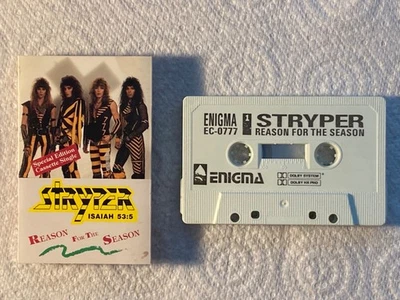 Special Edition
Cassette Single
STRYPER
ISAIAH 53:5
REASON FOR THE SEASON
ENIGMA
EC-0777
1
STRYPER
REASON FOR THE SEASON
ENIGMA
DOLBY SYSTEM
DOLBY HX PRO